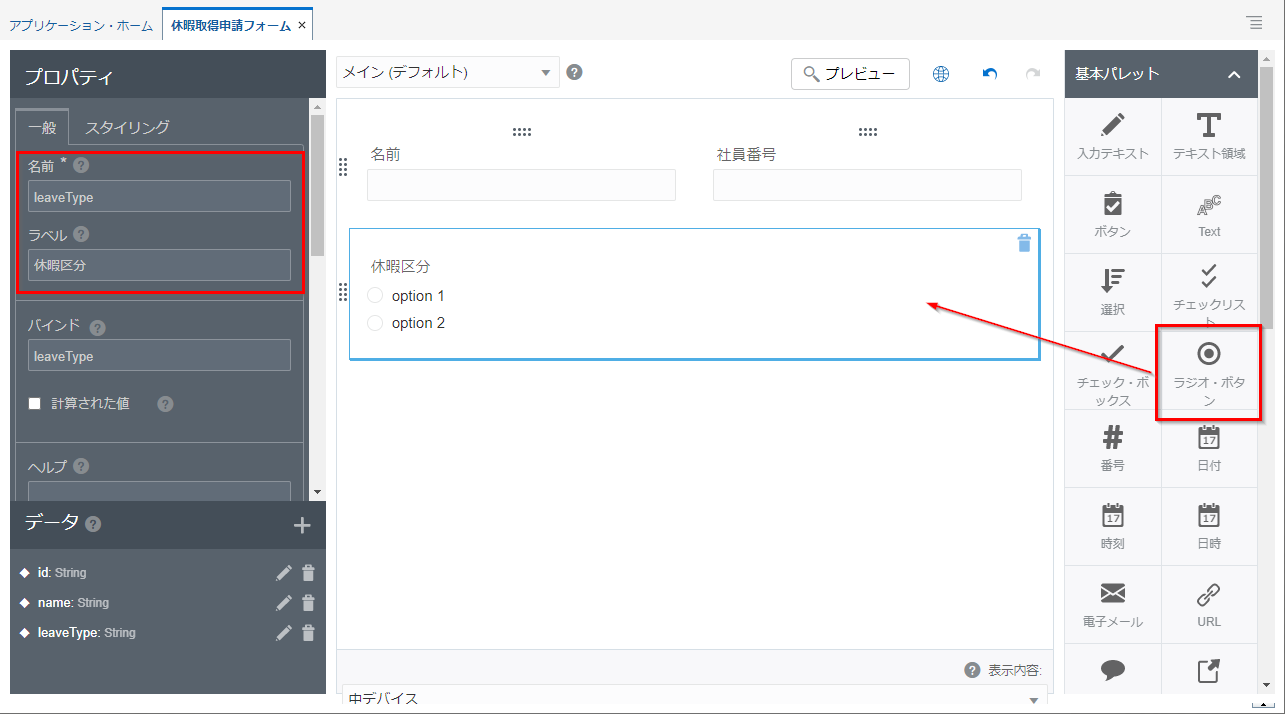 アプリケーション・ホーム
休暇取得申請フォーム ×
プロパティ
一般
スタイリング
名前 * ?
leaveType
ラベル ?
休暇区分
バインド ?
leaveType
計算された値 ?
ヘルプ ?
データ ?
id: String
name: String
leaveType: String
メイン (デフォルト)
?
プレビュー
名前
社員番号
休暇区分
option 1
option 2
? 表示内容:
中デバイス
基本パレット
入力テキスト
テキスト領域
ボタン
ABC
Text
選択
チェックリス
ト
チェック・ボ
ックス
ラジオ・ボタ
ン
番号
17
日付
17
時刻
17
日時
電子メール
URL